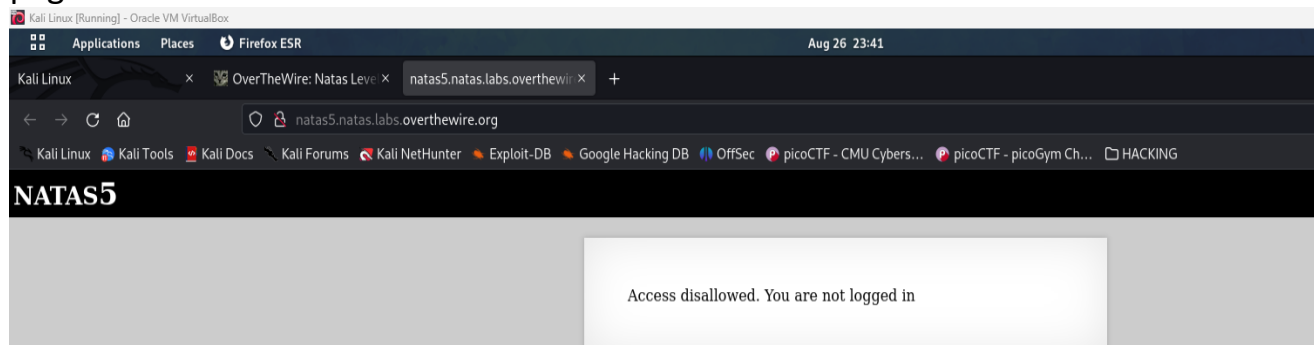 Kali Linux [Running] - Oracle VM VirtualBox
Applications Places Firefox ESR Aug 26 23:41
Kali Linux × OverTheWire: Natas Leve × natas5.natas.labs.overthewir × +
natas5.natas.labs.overthewire.org
Kali Linux Kali Tools Kali Docs Kali Forums Kali NetHunter Exploit-DB Google Hacking DB OffSec picoCTF - CMU Cybers... picoCTF - picoGym Ch... HACKING
NATAS5
Access disallowed. You are not logged in